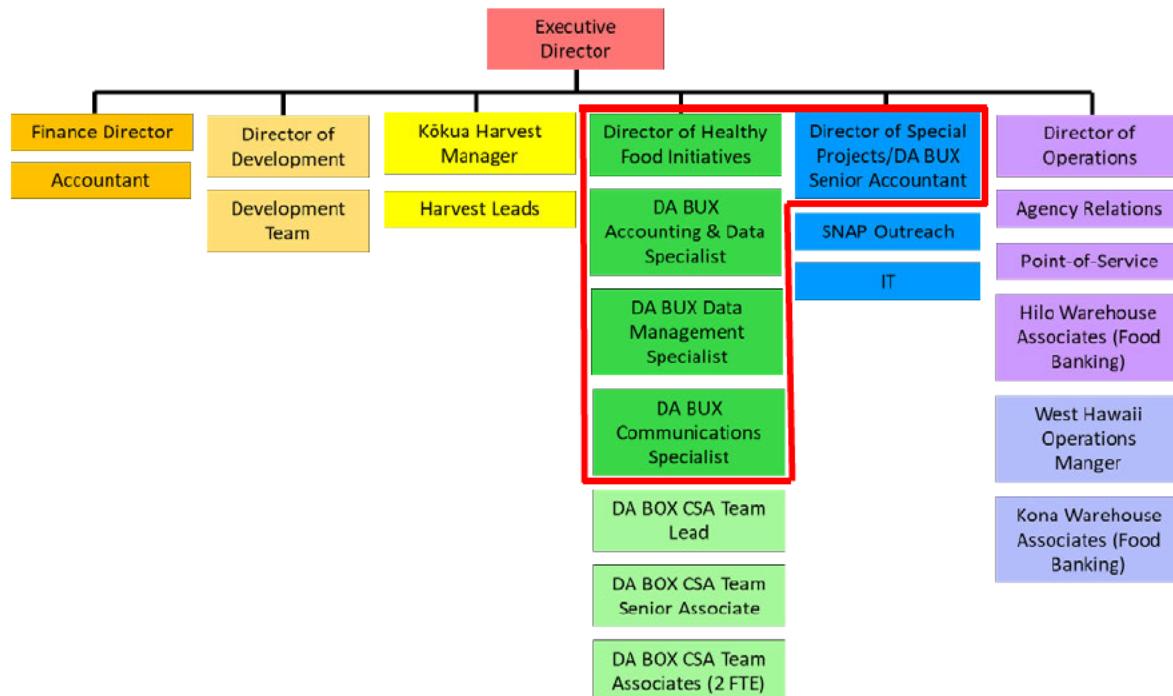 Executive
Director
Finance Director
Accountant
Director of
Development
Development
Team
Kōkua Harvest
Manager
Harvest Leads
Director of Healthy
Food Initiatives
DA BUX
Accounting & Data
Specialist
DA BUX Data
Management
Specialist
DA BUX
Communications
Specialist
DA BOX CSA Team
Lead
DA BOX CSA Team
Senior Associate
DA BOX CSA Team
Associates (2 FTE)
Director of Special
Projects/DA BUX
Senior Accountant
SNAP Outreach
IT
Director of
Operations
Agency Relations
Point-of-Service
Hilo Warehouse
Associates (Food
Banking)
West Hawaii
Operations
Manger
Kona Warehouse
Associates (Food
Banking)